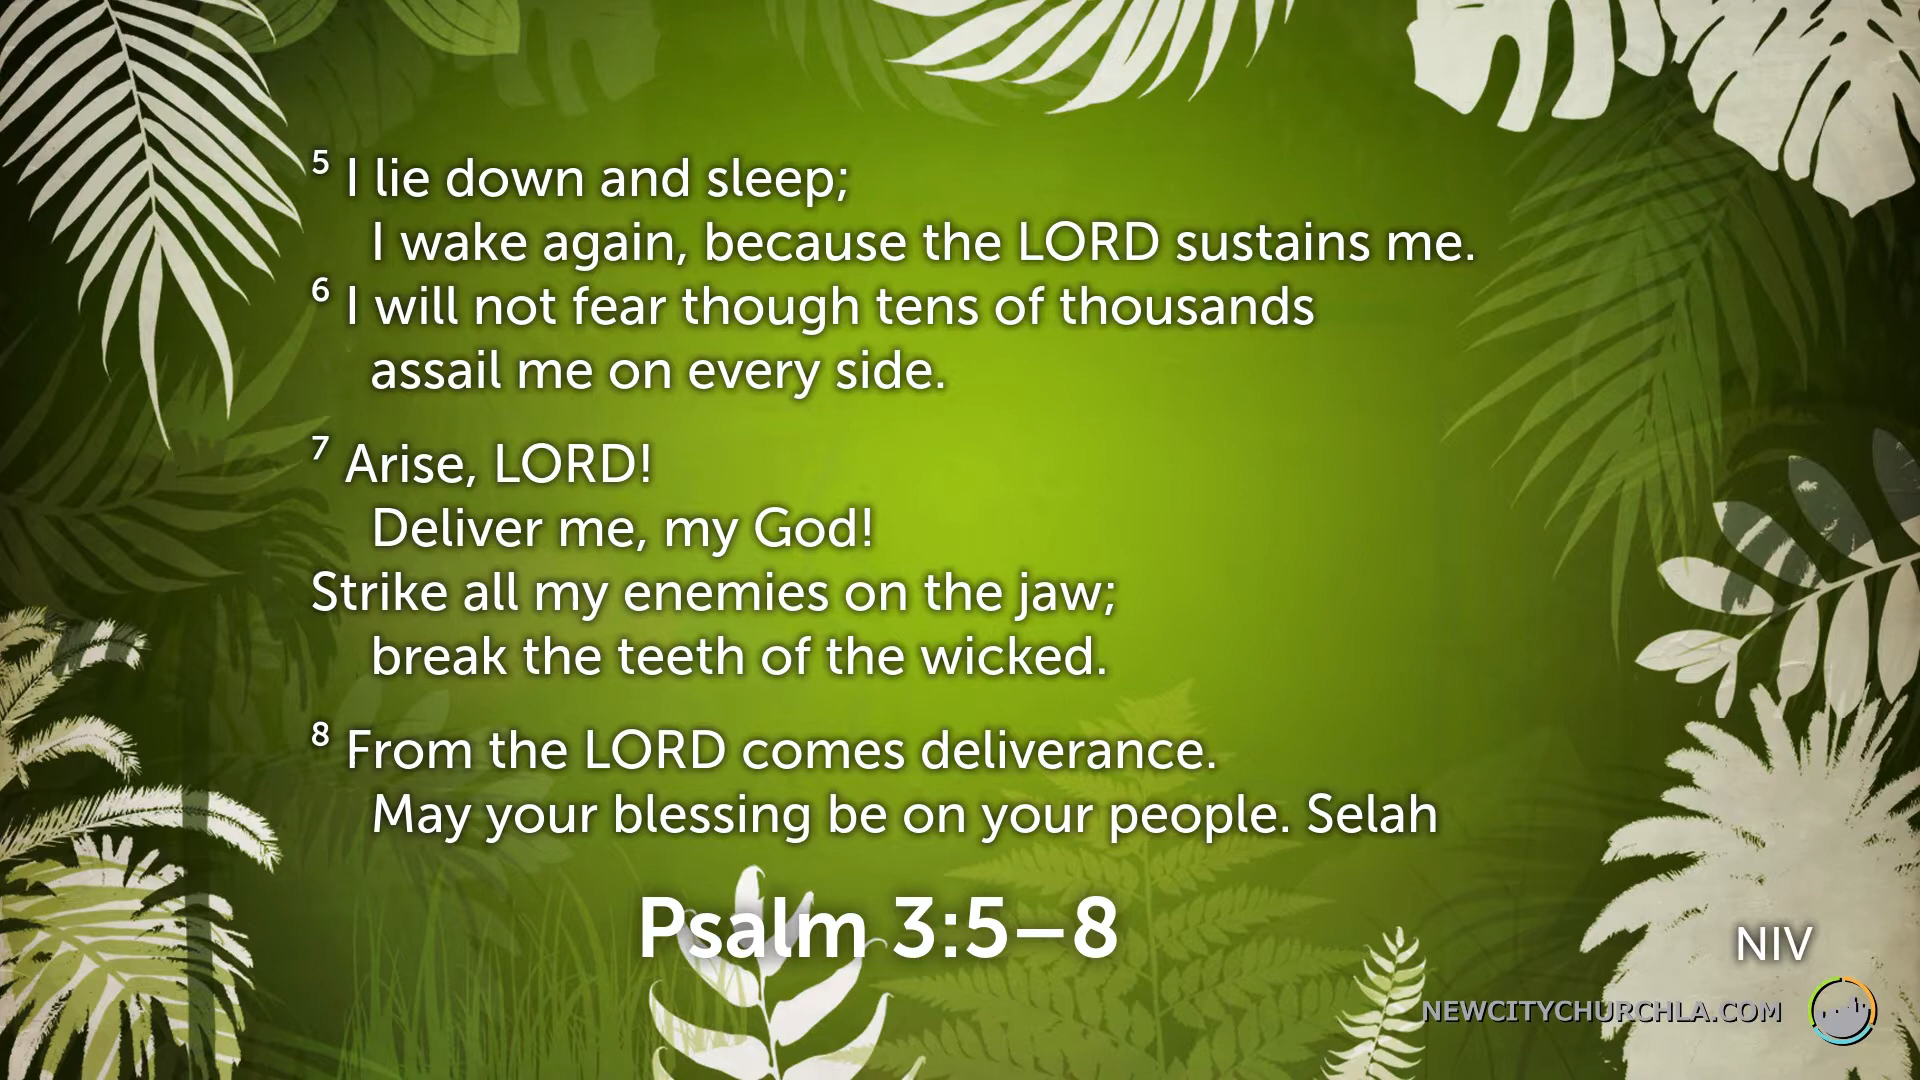 5 I lie down and sleep;
I wake again, because the LORD sustains me.
6 I will not fear though tens of thousands
assail me on every side.
7 Arise, LORD!
Deliver me, my God!
Strike all my enemies on the jaw;
break the teeth of the wicked.
8 From the LORD comes deliverance.
May your blessing be on your people. Selah
Psalm 3:5–8
NIV
NEWCITYCHURCHLA.COM